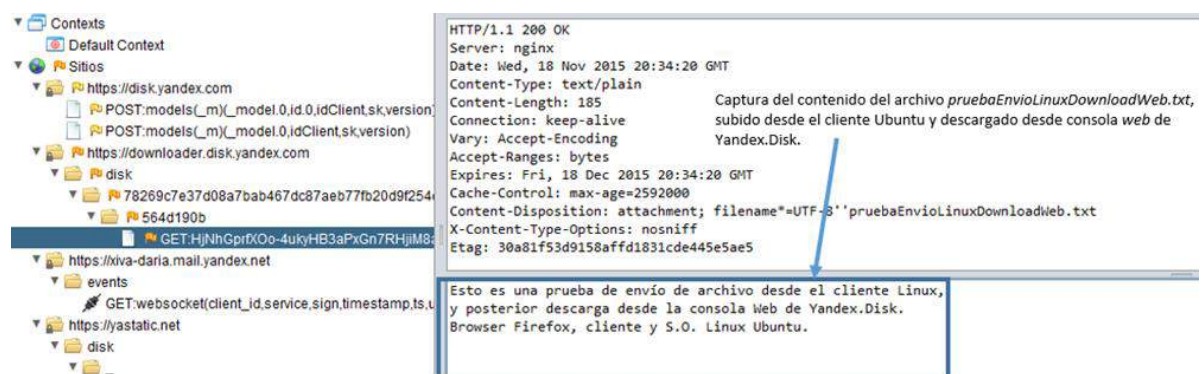 Contexts
Default Context
Sitios
https://disk.yandex.com
POST:models(_m)(_model.0,id.0,idClient,sk,version)
POST:models(_m)(_model.0,idClient,sk,version)
https://downloader.disk.yandex.com
disk
78269c7e37d08a7bab467dc87aeb77fb20d9f254
564d190b
GET:HjNhGprfXOo-4ukyHB3aPxGn7RHjiM8
https://xiva-daria.mail.yandex.net
events
GET:websocket(client_id,service,sign,timestamp,ts,u
https://yastatic.net
disk
HTTP/1.1 200 OK
Server: nginx
Date: Wed, 18 Nov 2015 20:34:20 GMT
Content-Type: text/plain
Content-Length: 185
Connection: keep-alive
Vary: Accept-Encoding
Accept-Ranges: bytes
Expires: Fri, 18 Dec 2015 20:34:20 GMT
Cache-Control: max-age=2592000
Content-Disposition: attachment; filename*=UTF-8''pruebaEnvioLinuxDownloadWeb.txt
X-Content-Type-Options: nosniff
Etag: 30a81f53d9158affd1831cde445e5ae5
Captura del contenido del archivo pruebaEnvioLinuxDownloadWeb.txt,
subido desde el cliente Ubuntu y descargado desde consola web de
Yandex.Disk.
Esto es una prueba de envío de archivo desde el cliente Linux,
y posterior descarga desde la consola Web de Yandex.Disk.
Browser Firefox, cliente y S.O. Linux Ubuntu.